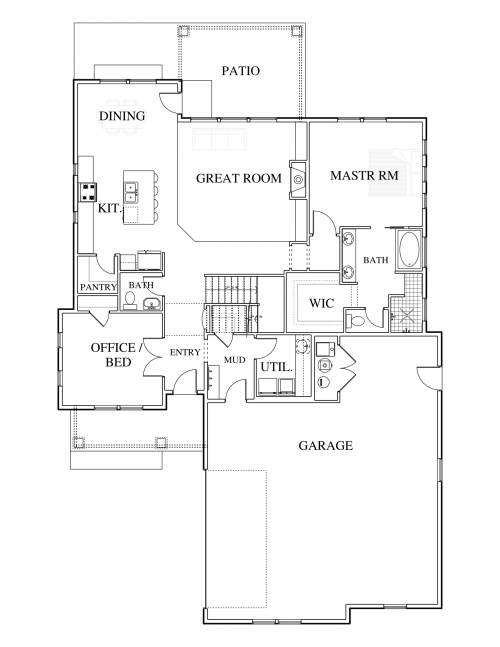 PATIO
DINING
GREAT ROOM
MASTR RM
KIT.
BATH
PANTRY
BATH
WIC
OFFICE /
BED
ENTRY
MUD
UTIL.
GARAGE